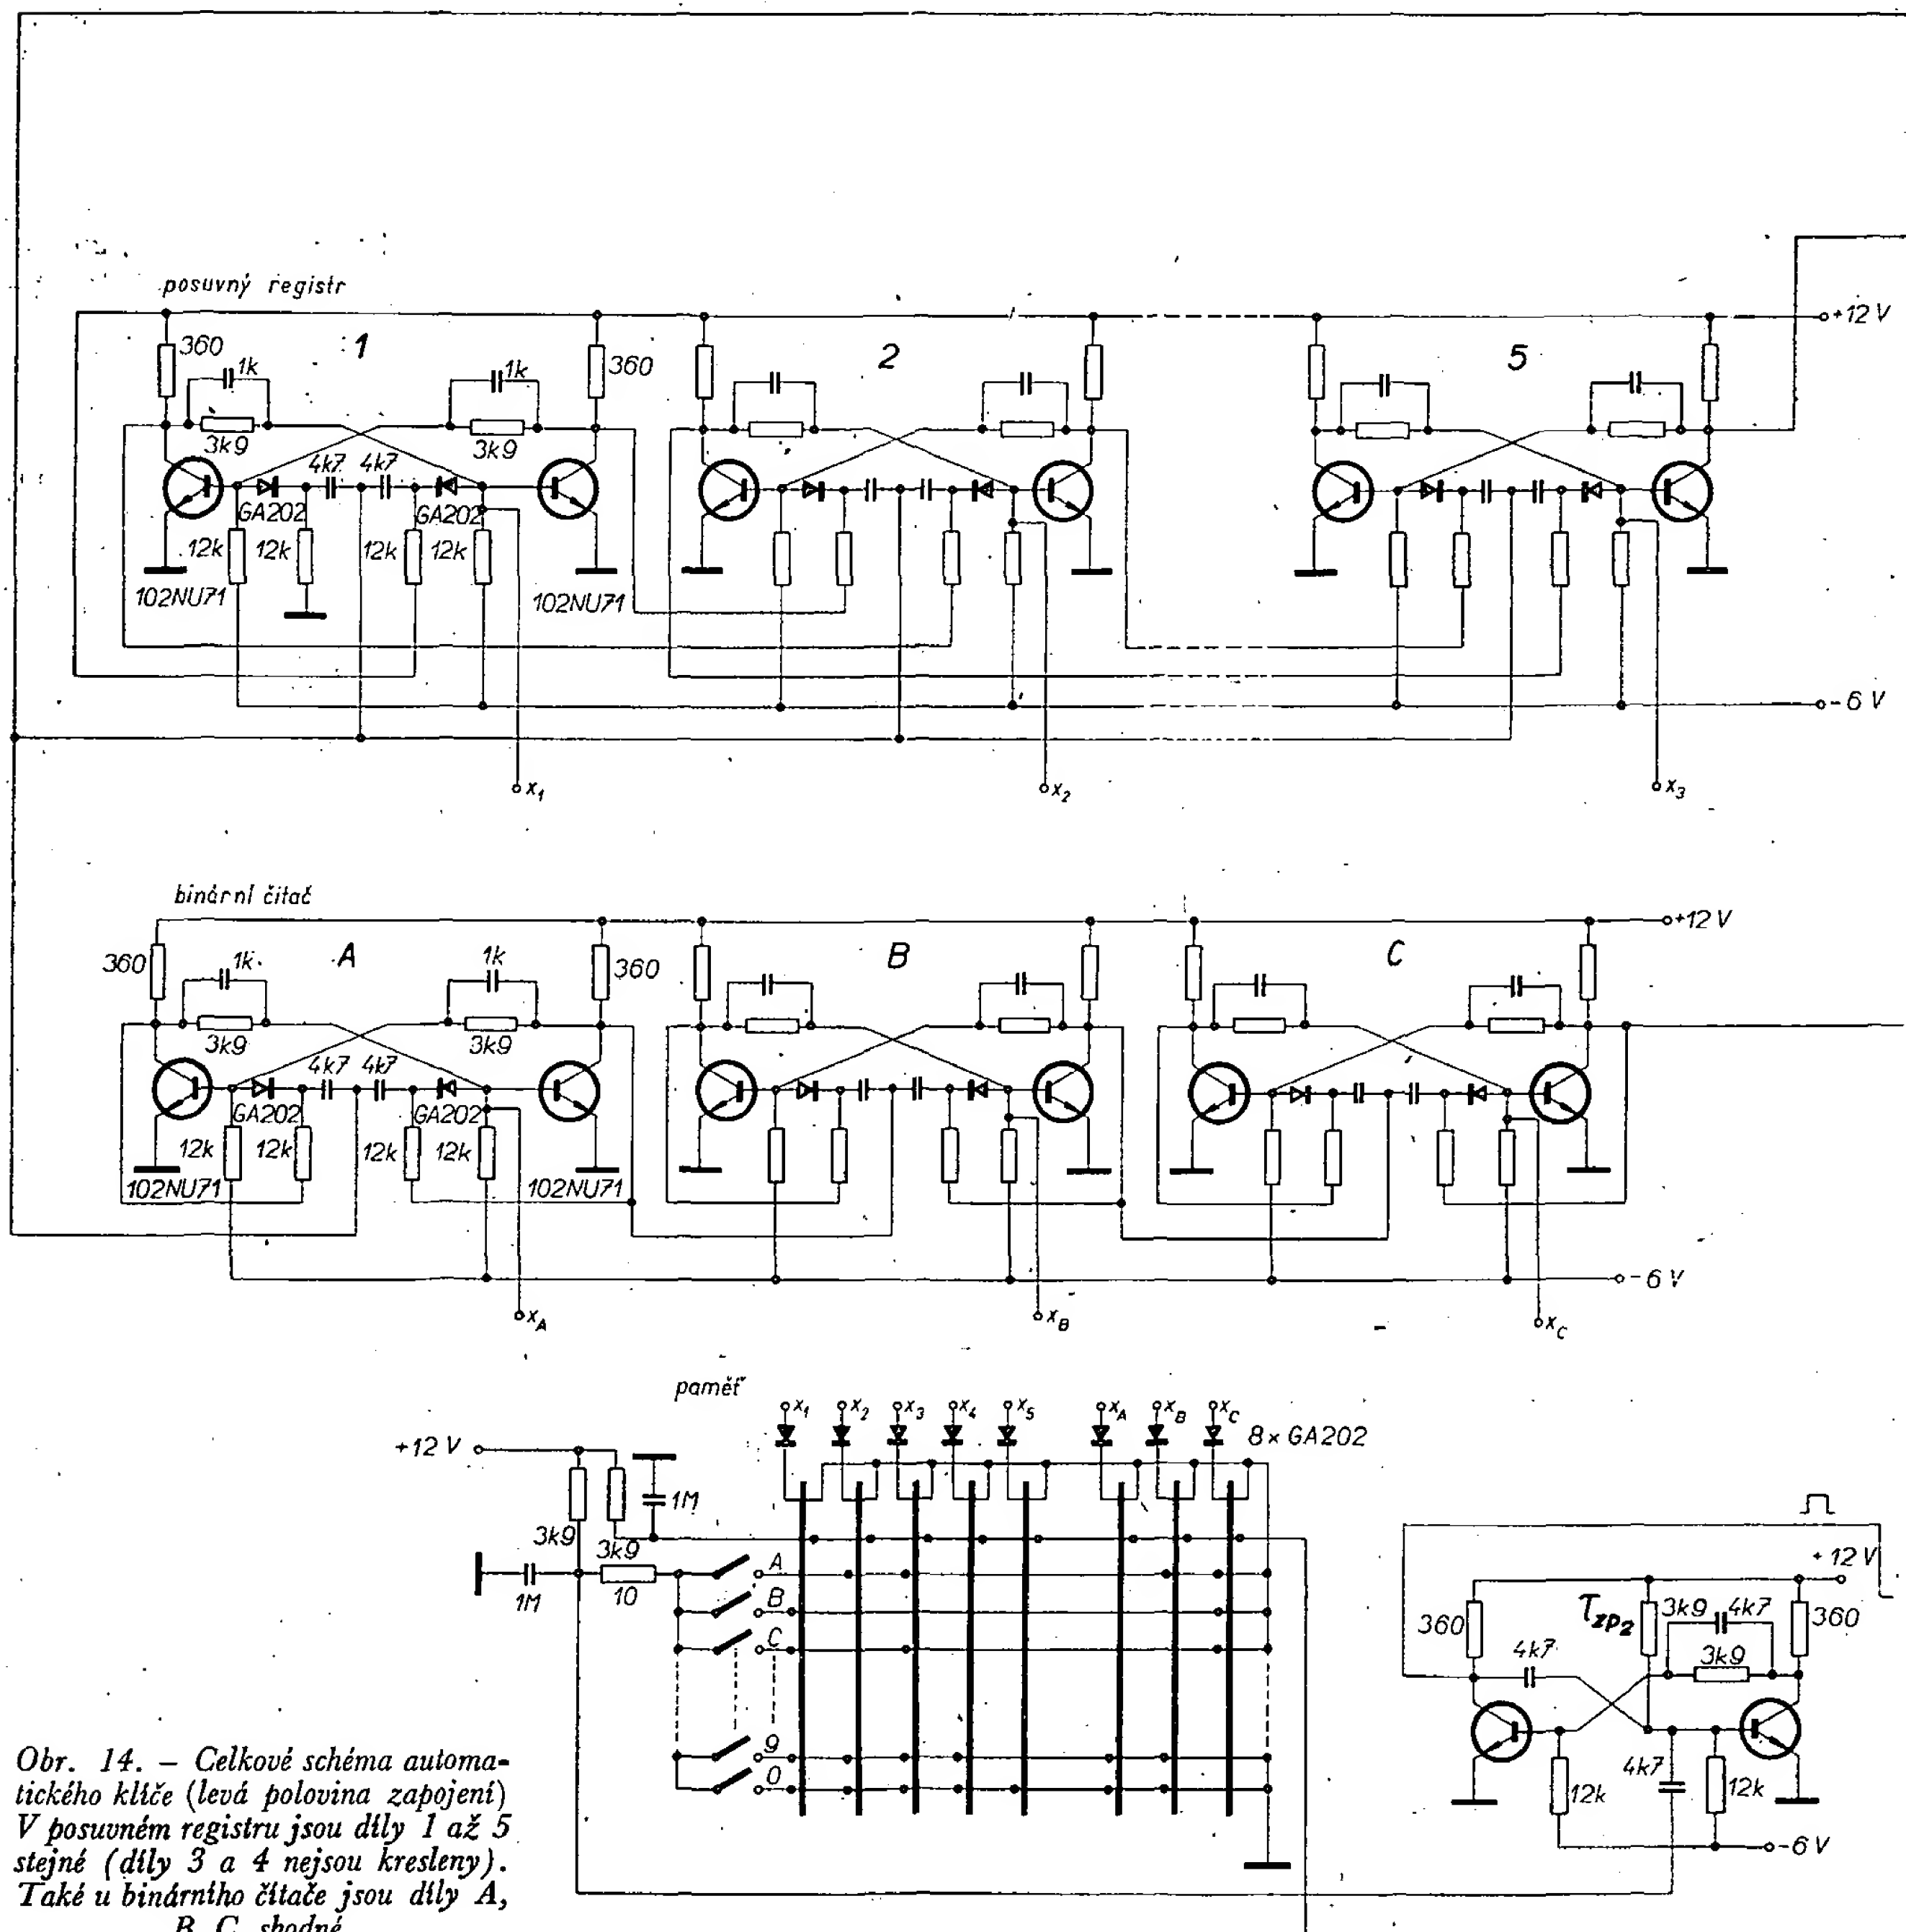 posuvný registr
+12 V
1
2
5
360
1k
1k
360
3k9
3k9
4k7 4k7
GA202
GA202
12k
12k
12k
12k
102NU71
102NU71
-6 V
x1
x2
x3
binární čítač
+12 V
A
B
C
360
1k
1k
360
3k9
3k9
4k7 4k7
GA202
GA202
12k
12k
12k
12k
102NU71
102NU71
-6 V
xA
xB
xC
paměť
x1
x2
x3
x4
x5
xA
xB
xC
8× GA202
+12 V
1M
3k9
3k9
1M
10
A
B
C
9
0
+12 V
360
Tzp2
3k9
4k7
360
4k7
3k9
4k7
12k
12k
-6 V
Obr. 14. – Celkové schéma automa-
tického klíče (levá polovina zapojení)
V posuvném registru jsou díly 1 až 5
stejné (díly 3 a 4 nejsou kresleny).
Také u binárního čítače jsou díly A,
B, C shodné